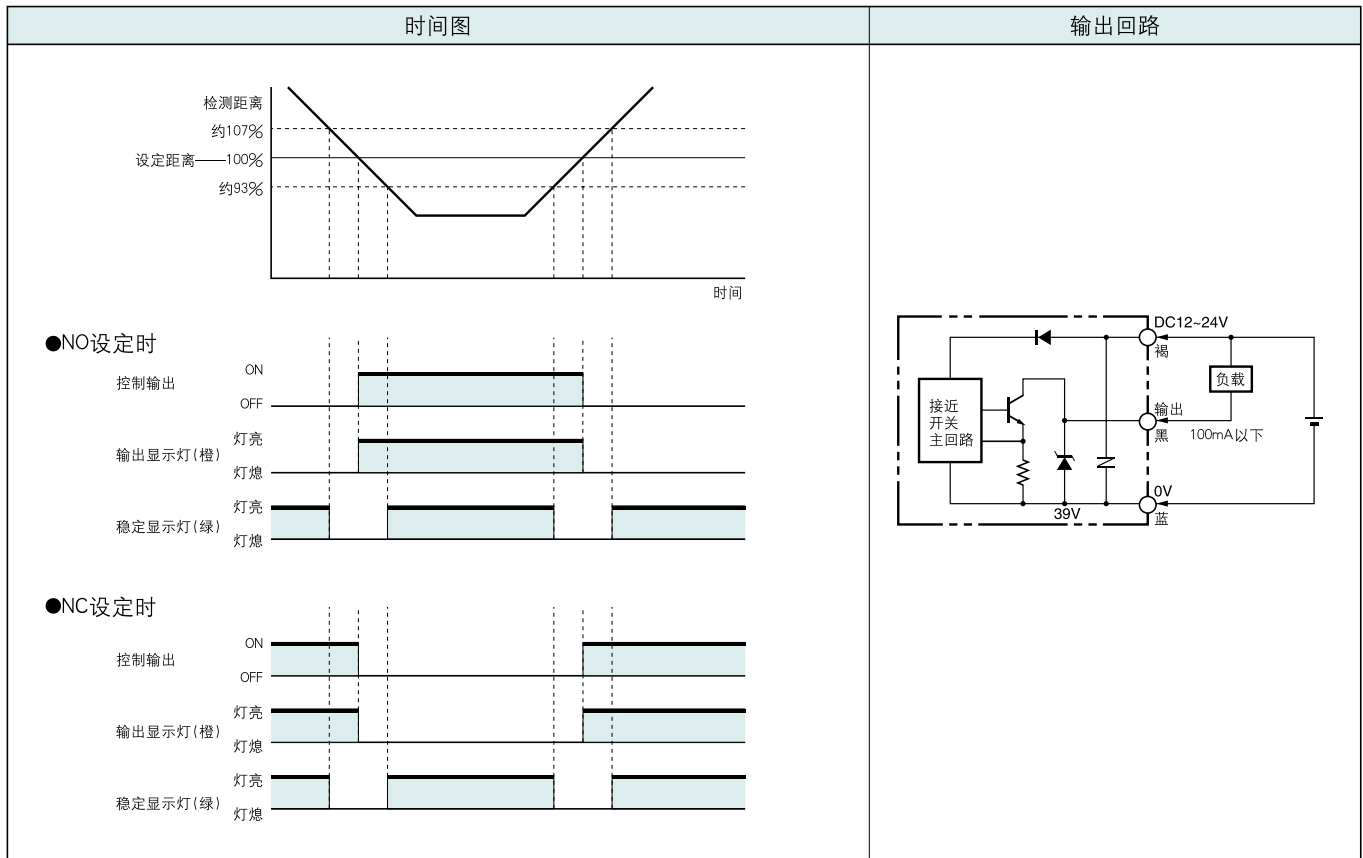 时间图
输出回路
检测距离
约107%
设定距离 100%
约93%
时间
●NO设定时
ON
控制输出
OFF
灯亮
输出显示灯(橙)
灯熄
灯亮
稳定显示灯(绿)
灯熄
●NC设定时
ON
控制输出
OFF
灯亮
输出显示灯(橙)
灯熄
灯亮
稳定显示灯(绿)
灯熄
DC12~24V
褐
负载
接近
开关
主回路
输出
黑
100mA以下
0V
39V
蓝